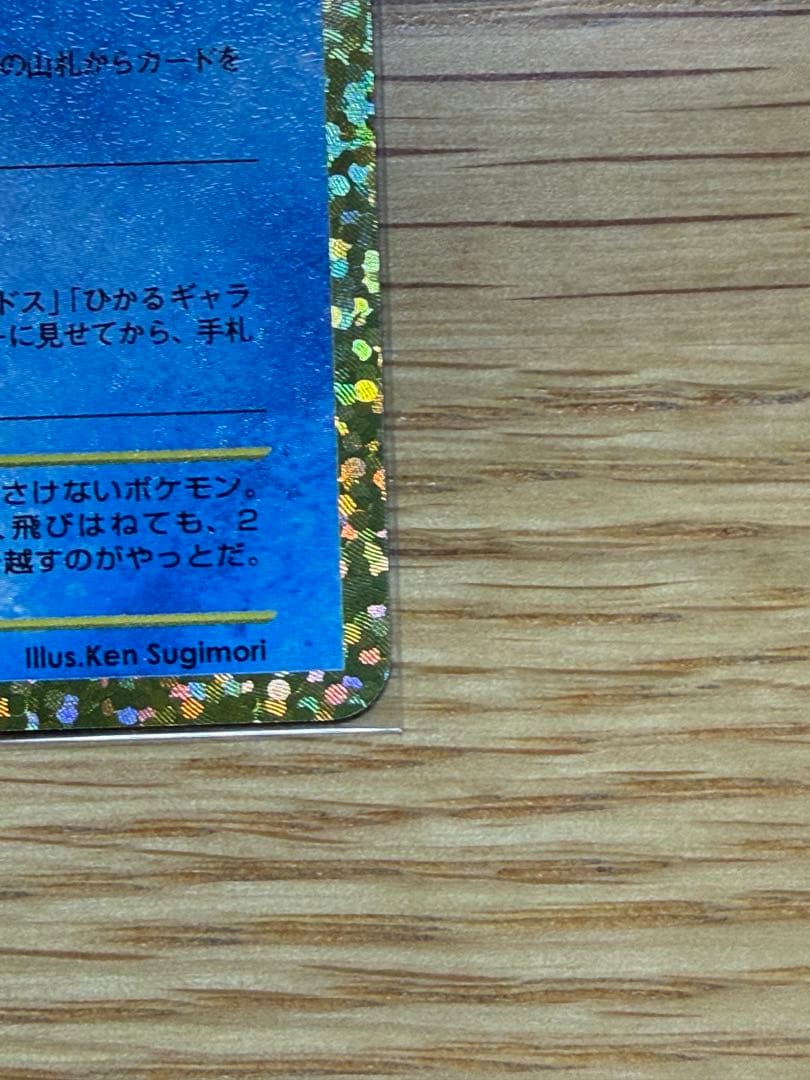 の山札からカードを
ドス」「ひかるギャラ
ーに見せてから、手札
さけないポケモン。
、飛びはねても、2
越すのがやっとだ。
Illus.Ken Sugimori